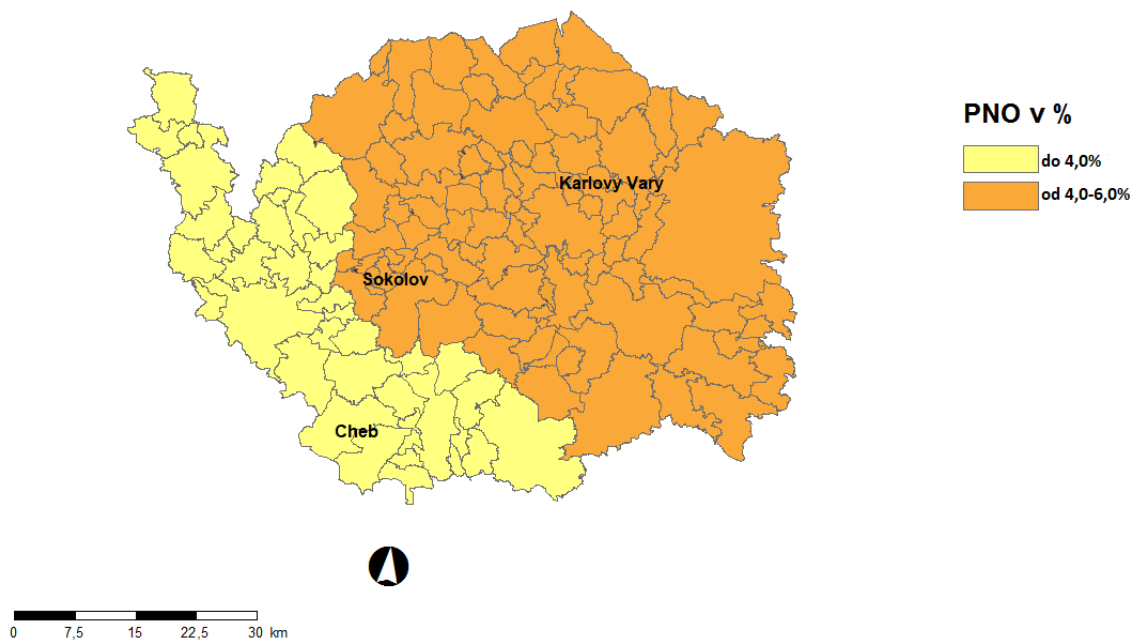 PNO v %
do 4,0%
od 4,0-6,0%
Karlovy Vary
Sokolov
Cheb
0 7,5 15 22,5 30 km